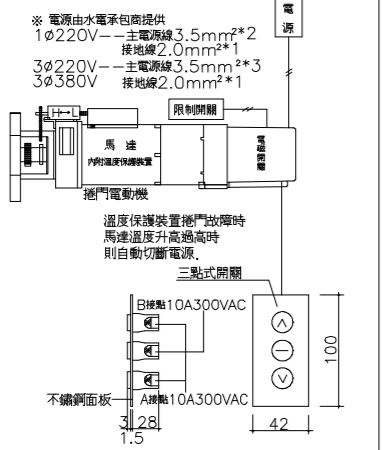 電源
※ 電源由水電承包商提供
1ø220V--主電源線3.5mm²*2
接地線2.0mm²*1
3ø220V--主電源線3.5mm²*3
3ø380V 接地線2.0mm²*1
限制開關
馬達
內附溫度保護裝置
電磁開關
捲門電動機
溫度保護裝置捲門故障時
馬達溫度升高過高時
則自動切斷電源.
三點式開關
B接點10A300VAC
100
不鏽鋼面板
A接點10A300VAC
3 28
1.5
42